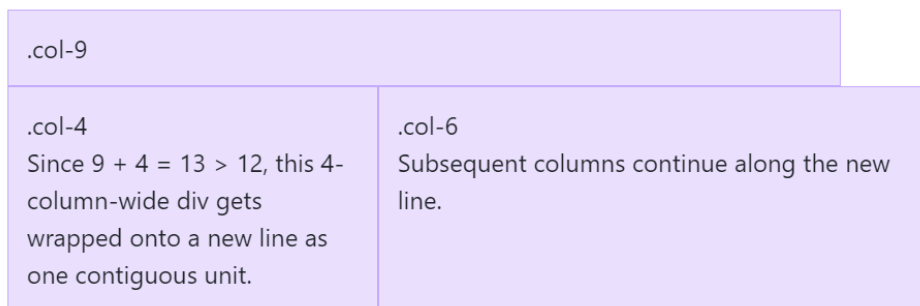 .col-9
.col-4
Since 9 + 4 = 13 > 12, this 4-
column-wide div gets
wrapped onto a new line as
one contiguous unit.
.col-6
Subsequent columns continue along the new
line.